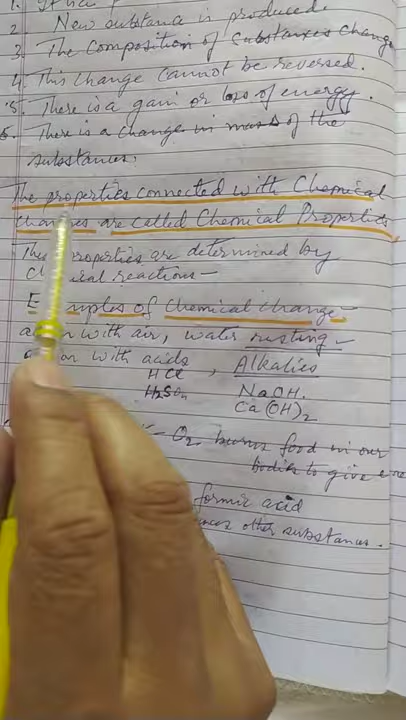 1.
2. New substance is produced.
3. The composition of substances change
4. This change cannot be reversed.
5. There is a gain or loss of energy.
6. There is a change in mass of the
substances.
The properties connected with Chemical
changes are called Chemical Properties
properties are determined by
reactions —
of Chemical Change —
with air, water rusting —
with acids , Alkalies
HCl NaOH.
H2SO4 Ca(OH)2
— O2 burns food in our
bodies to give
formic acid
other substances.